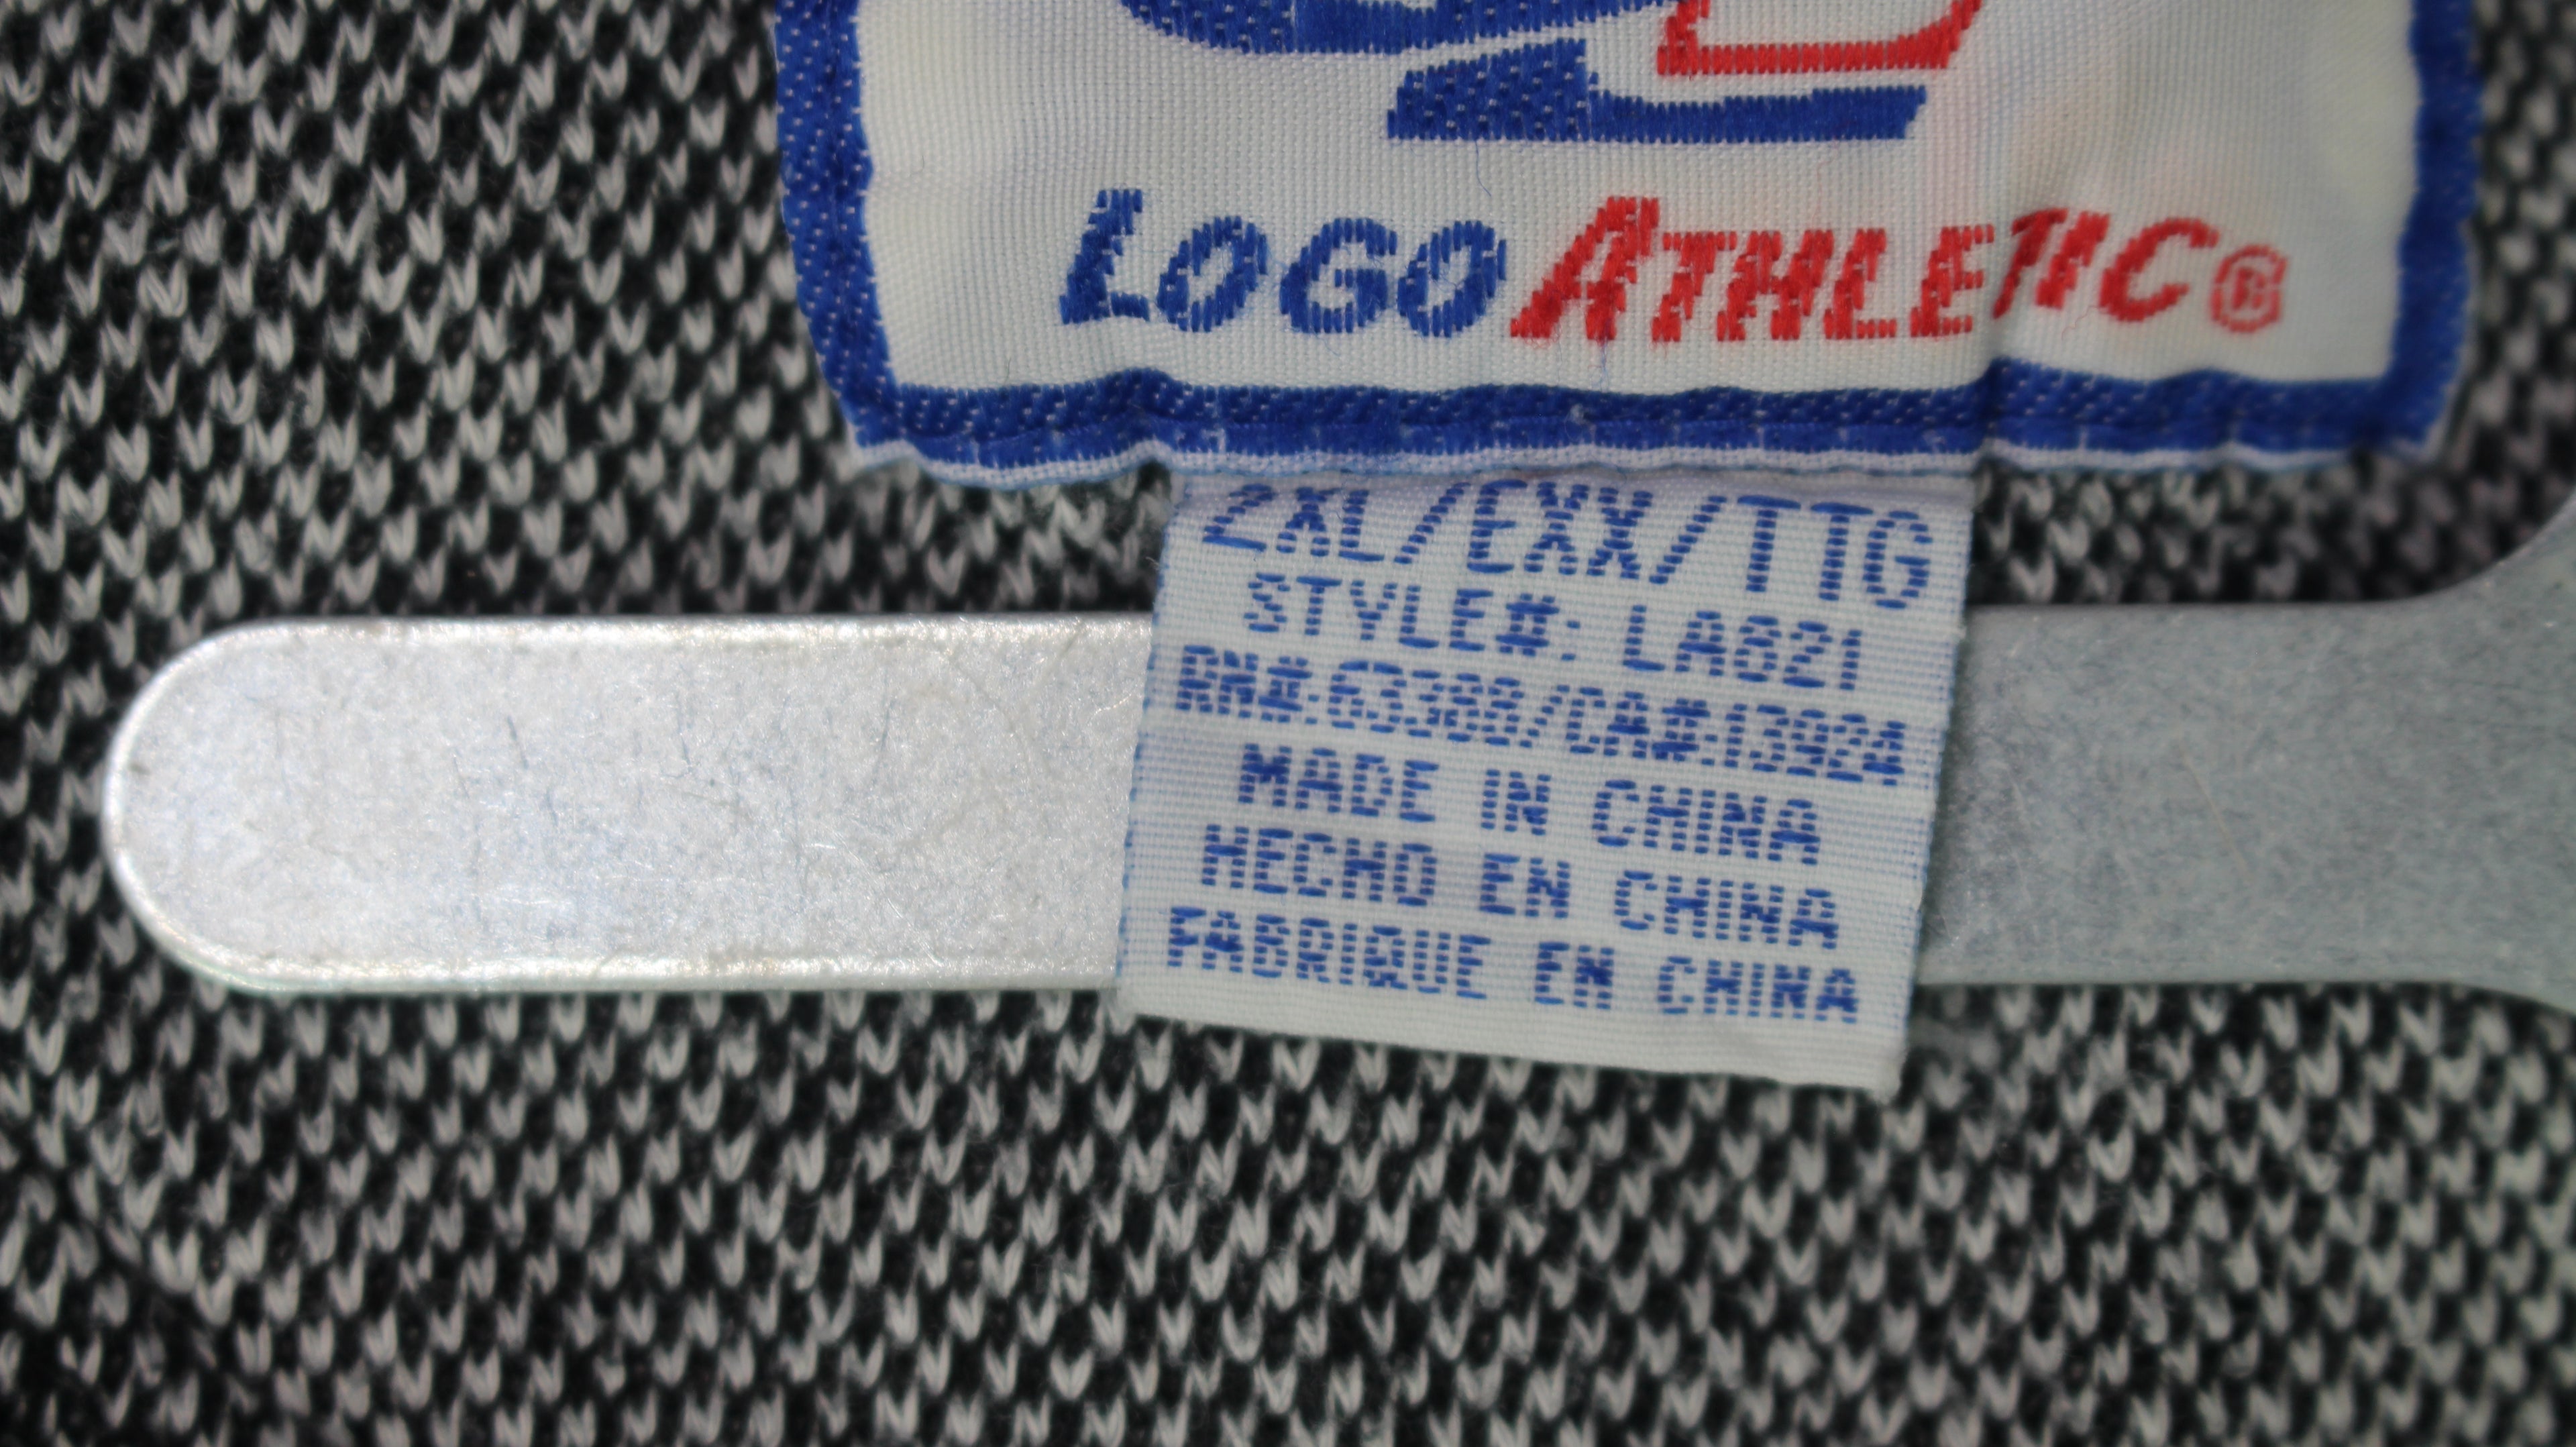 LOGO ATHLETIC®
2XL/EXX/TTG
STYLE#: LA821
RN#:63388/CA#:13924
MADE IN CHINA
HECHO EN CHINA
FABRIQUE EN CHINA